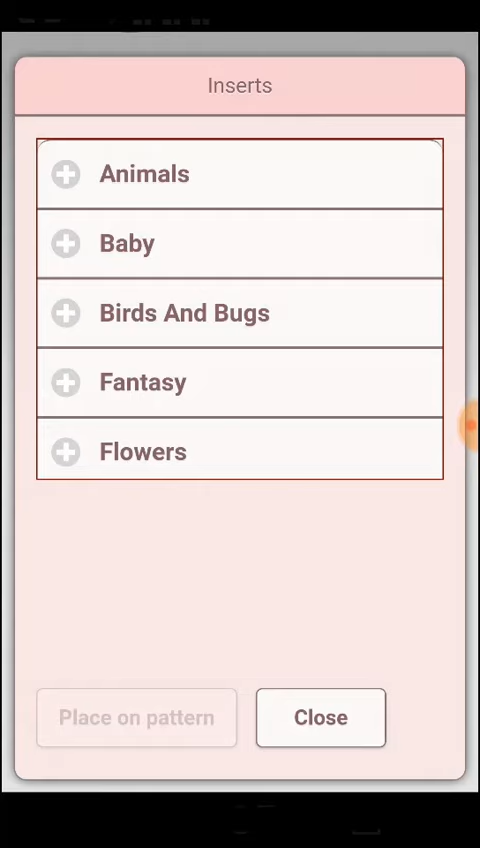 Inserts
Animals
Baby
Birds And Bugs
Fantasy
Flowers
Place on pattern
Close